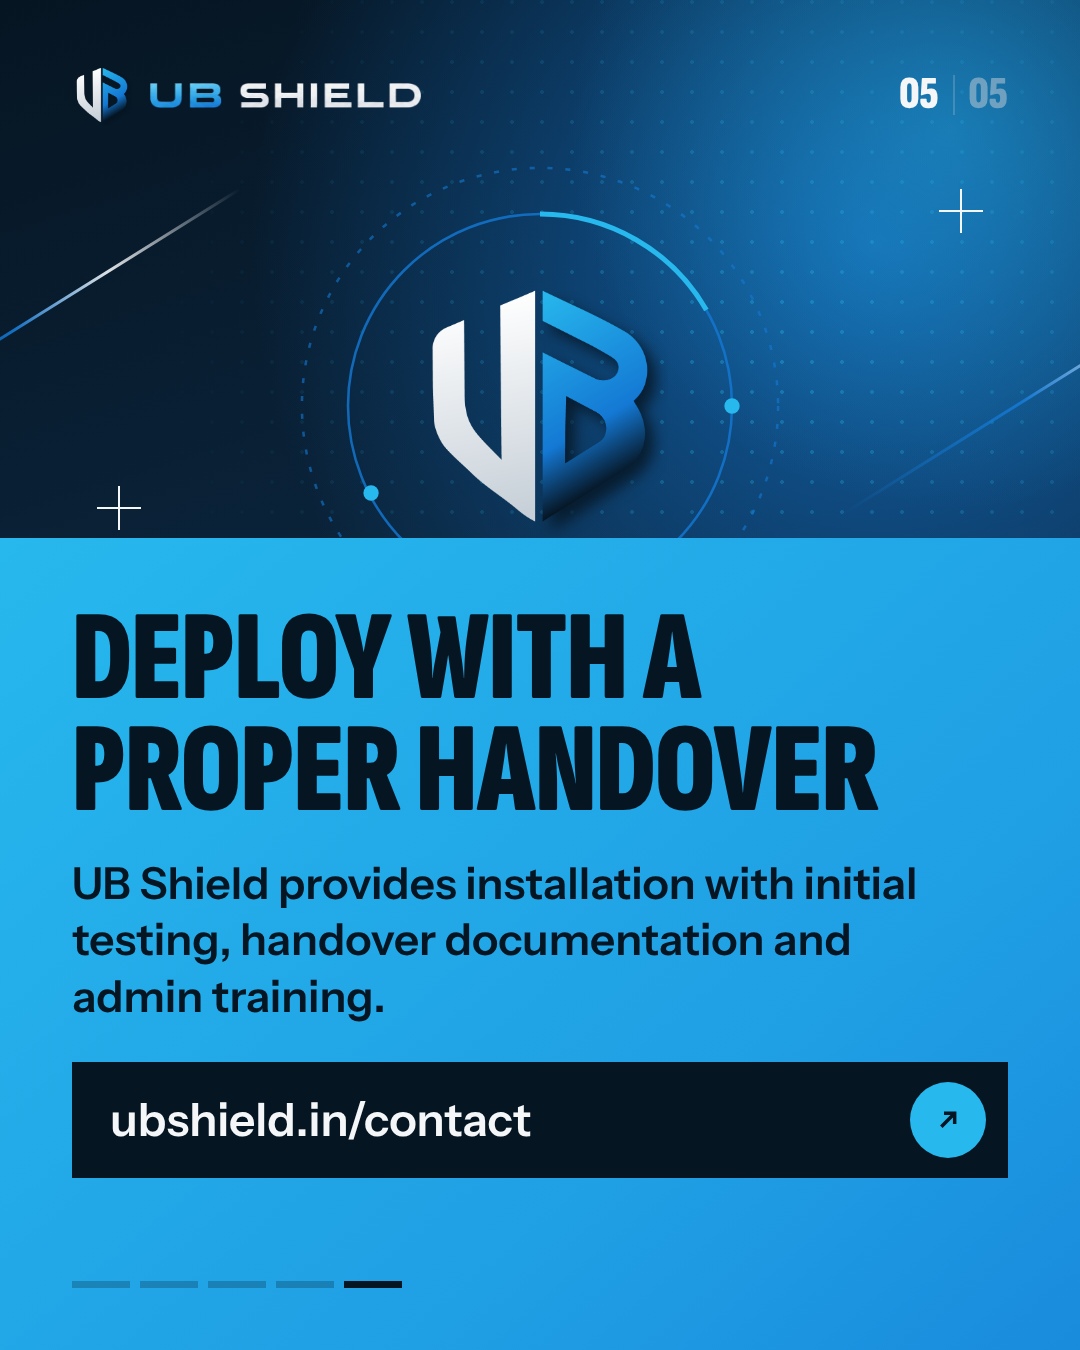 UB SHIELD
05 | 05
UB
DEPLOY WITH A
PROPER HANDOVER
UB Shield provides installation with initial
testing, handover documentation and
admin training.
ubshield.in/contact